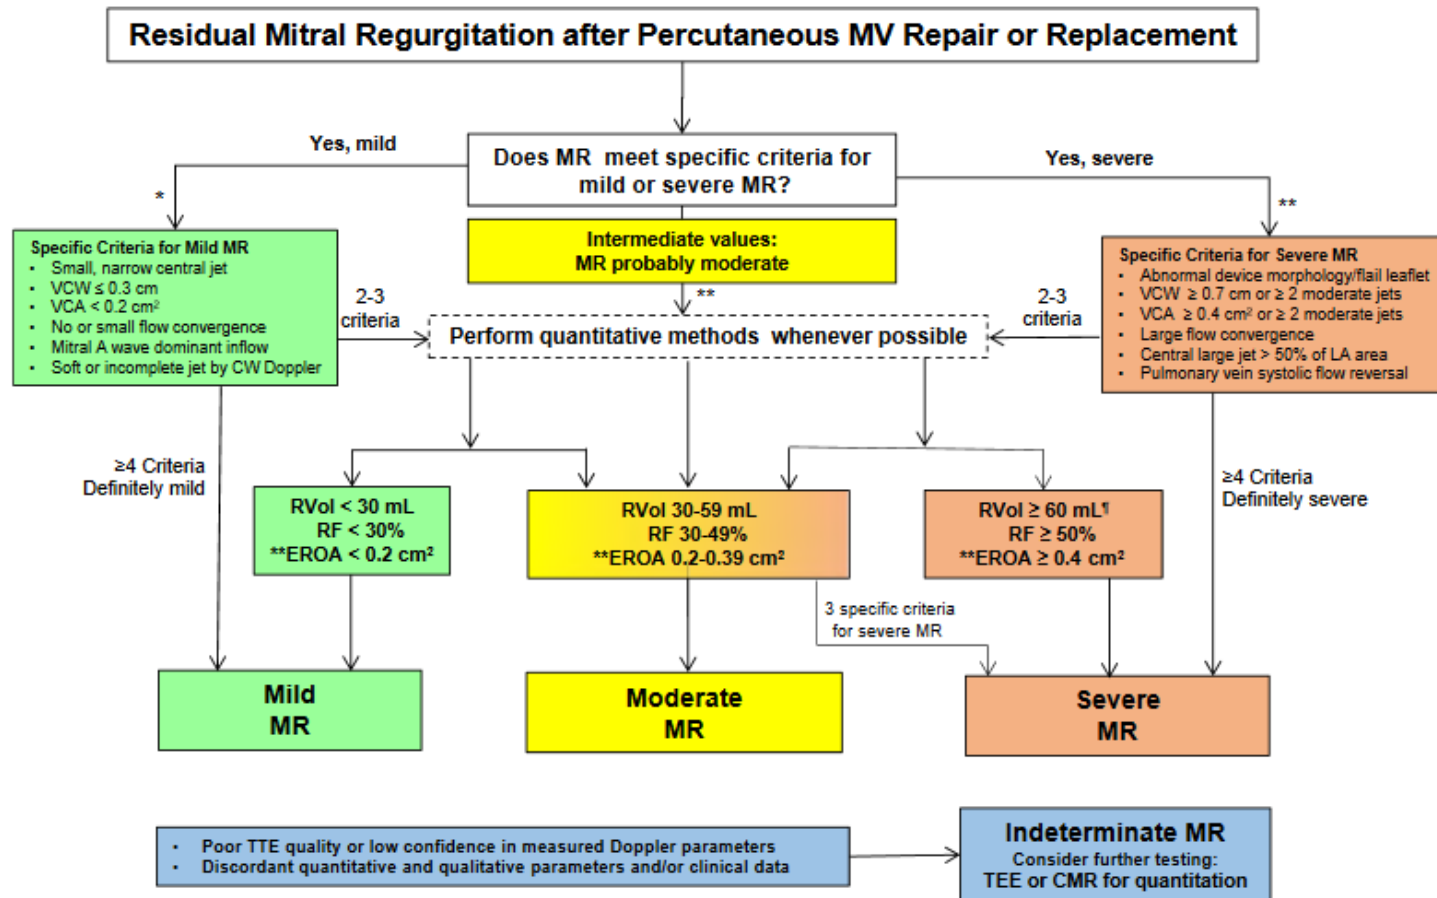 Residual Mitral Regurgitation after Percutaneous MV Repair or Replacement
Yes, mild
Does MR meet specific criteria for
mild or severe MR?
Yes, severe
*
**
Intermediate values:
MR probably moderate
**
Specific Criteria for Mild MR
• Small, narrow central jet
• VCW ≤ 0.3 cm
• VCA < 0.2 cm²
• No or small flow convergence
• Mitral A wave dominant inflow
• Soft or incomplete jet by CW Doppler
2-3
criteria
Perform quantitative methods whenever possible
2-3
criteria
Specific Criteria for Severe MR
• Abnormal device morphology/flail leaflet
• VCW ≥ 0.7 cm or ≥ 2 moderate jets
• VCA ≥ 0.4 cm² or ≥ 2 moderate jets
• Large flow convergence
• Central large jet > 50% of LA area
• Pulmonary vein systolic flow reversal
≥4 Criteria
Definitely mild
RVol < 30 mL
RF < 30%
**EROA < 0.2 cm²
RVol 30-59 mL
RF 30-49%
**EROA 0.2-0.39 cm²
RVol ≥ 60 mL¶
RF ≥ 50%
**EROA ≥ 0.4 cm²
≥4 Criteria
Definitely severe
3 specific criteria
for severe MR
Mild
MR
Moderate
MR
Severe
MR
• Poor TTE quality or low confidence in measured Doppler parameters
• Discordant quantitative and qualitative parameters and/or clinical data
Indeterminate MR
Consider further testing:
TEE or CMR for quantitation